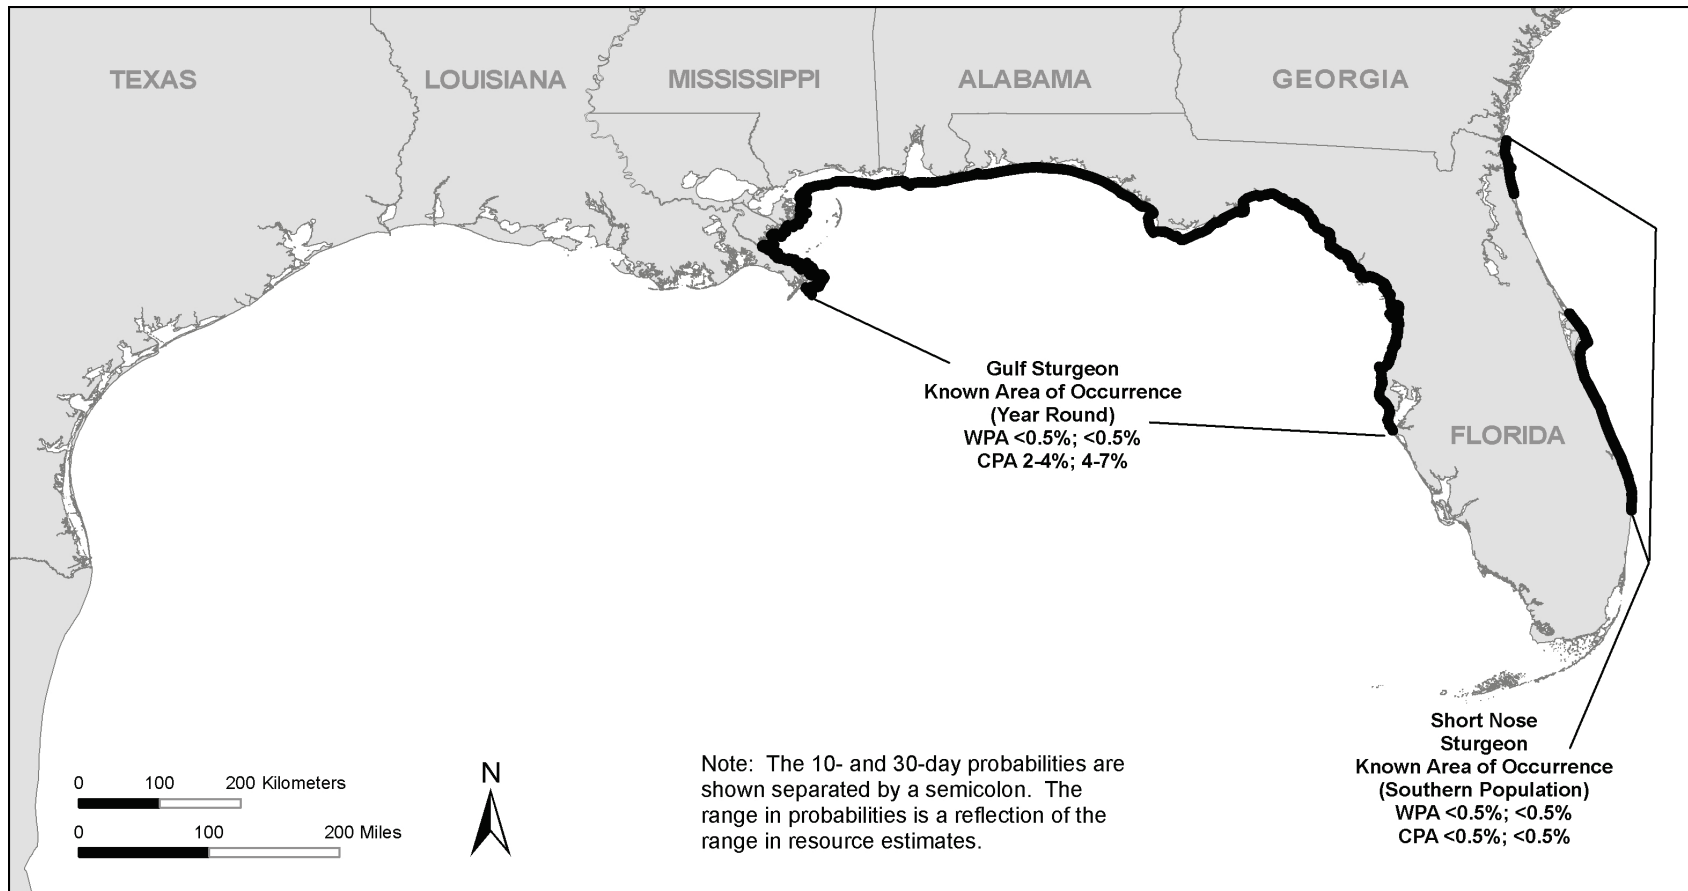 TEXAS
LOUISIANA
MISSISSIPPI
ALABAMA
GEORGIA
Gulf Sturgeon
Known Area of Occurrence
(Year Round)
WPA <0.5%; <0.5%
CPA 2-4%; 4-7%
FLORIDA
Short Nose
Sturgeon
Known Area of Occurrence
(Southern Population)
WPA <0.5%; <0.5%
CPA <0.5%; <0.5%
0 100 200 Kilometers
0 100 200 Miles
N
Note: The 10- and 30-day probabilities are
shown separated by a semicolon. The
range in probabilities is a reflection of the
range in resource estimates.